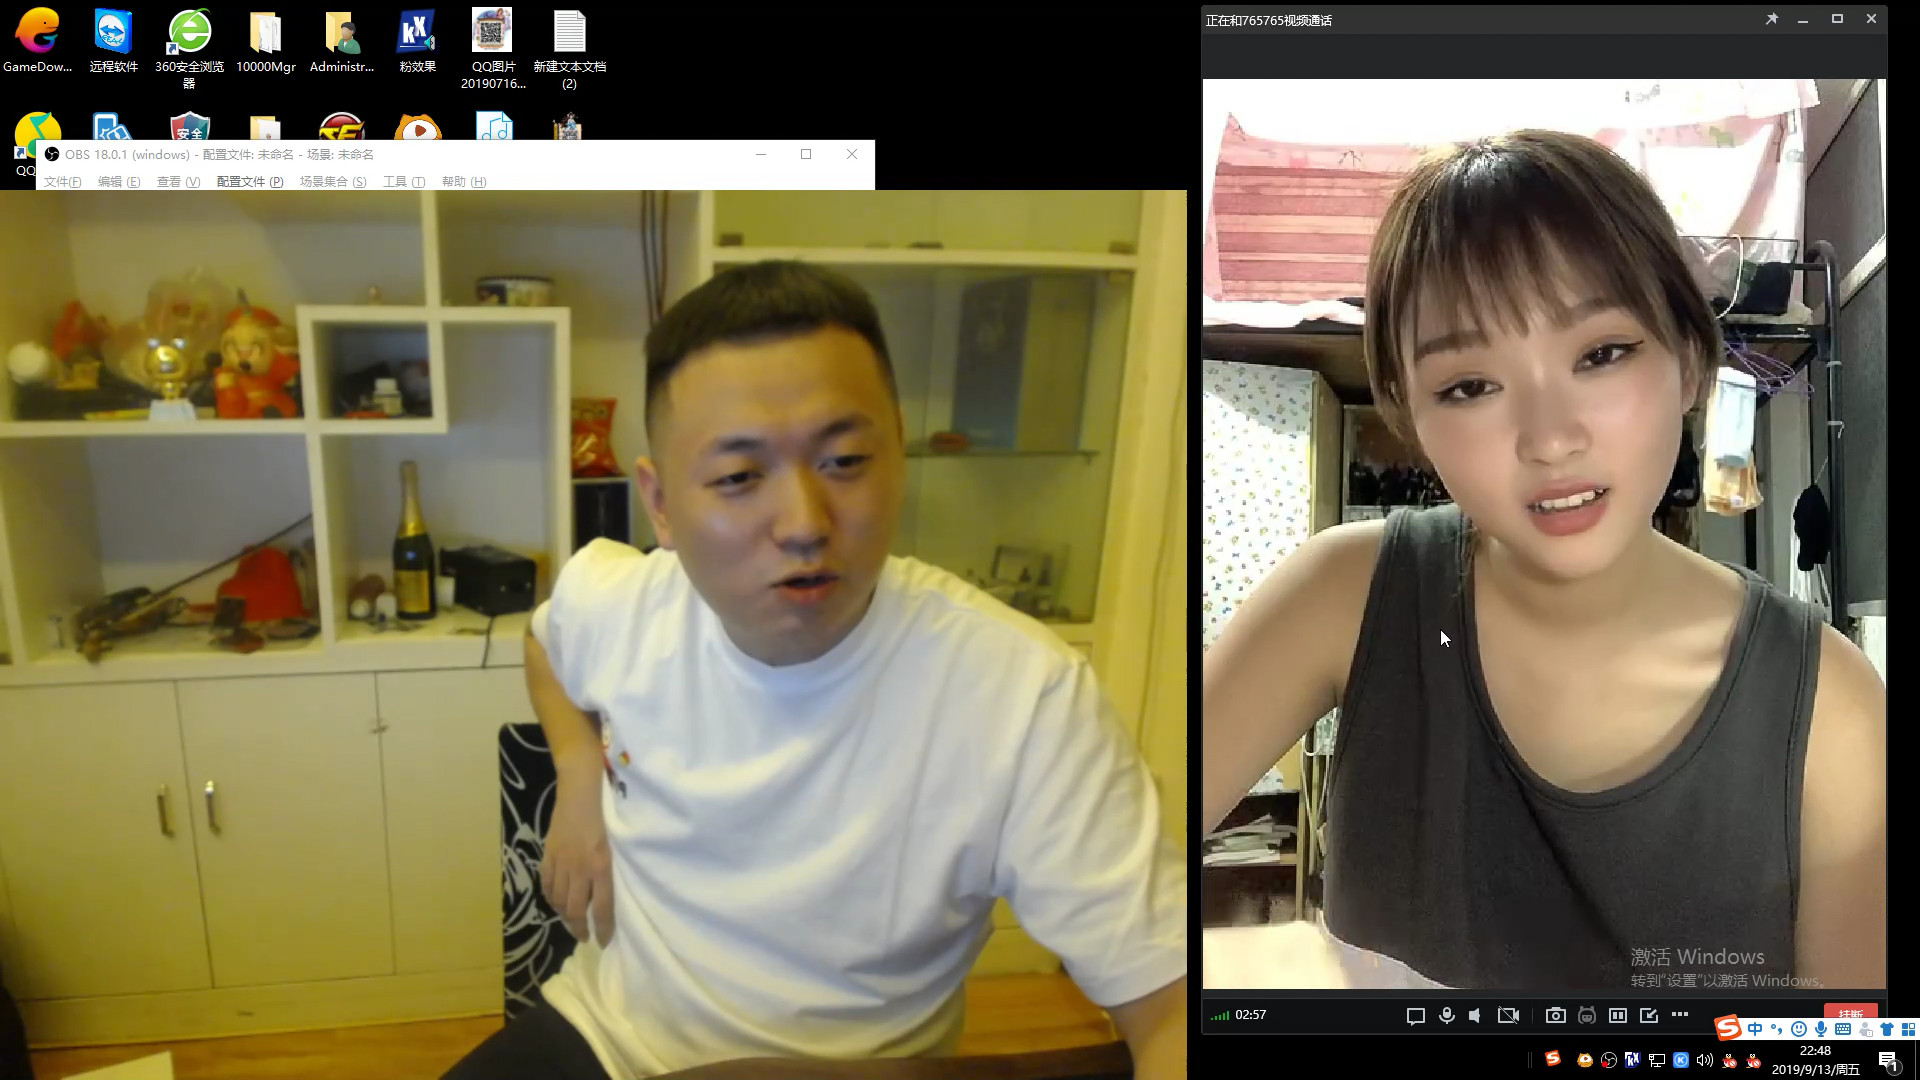 GameDow...
远程软件
360安全浏览器
10000Mgr
Administr...
粉效果
QQ图片
20190716...
新建文本文档
(2)
安全
QQ
OBS 18.0.1 (windows) - 配置文件: 未命名 - 场景: 未命名
文件(F) 编辑 (E) 查看 (V) 配置文件 (P) 场景集合 (S) 工具 (T) 帮助 (H)
正在和765765视频通话
激活 Windows
转到"设置"以激活 Windows。
02:57
挂断
中
22:48
2019/9/13/周五
1